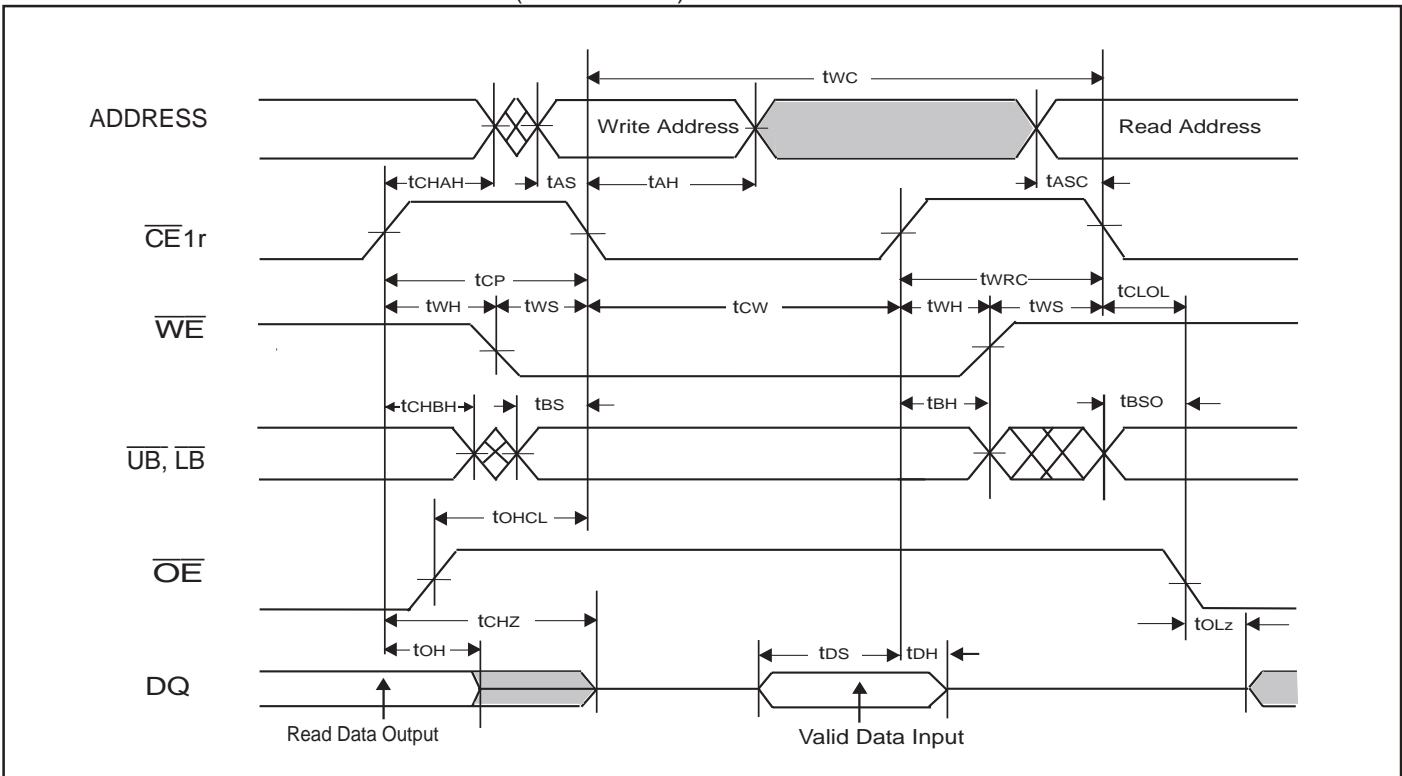 tWC
ADDRESS
Write Address
Read Address
tCHAH
tAS
tAH
tASC
CE1r
tCP
tWRC
tCLOL
tWH
tWS
tCW
tWH
tWS
WE
tCHBH
tBS
tBH
tBSO
UB, LB
tOHCL
OE
tCHZ
tOLZ
tOH
tDS
tDH
DQ
Read Data Output
Valid Data Input